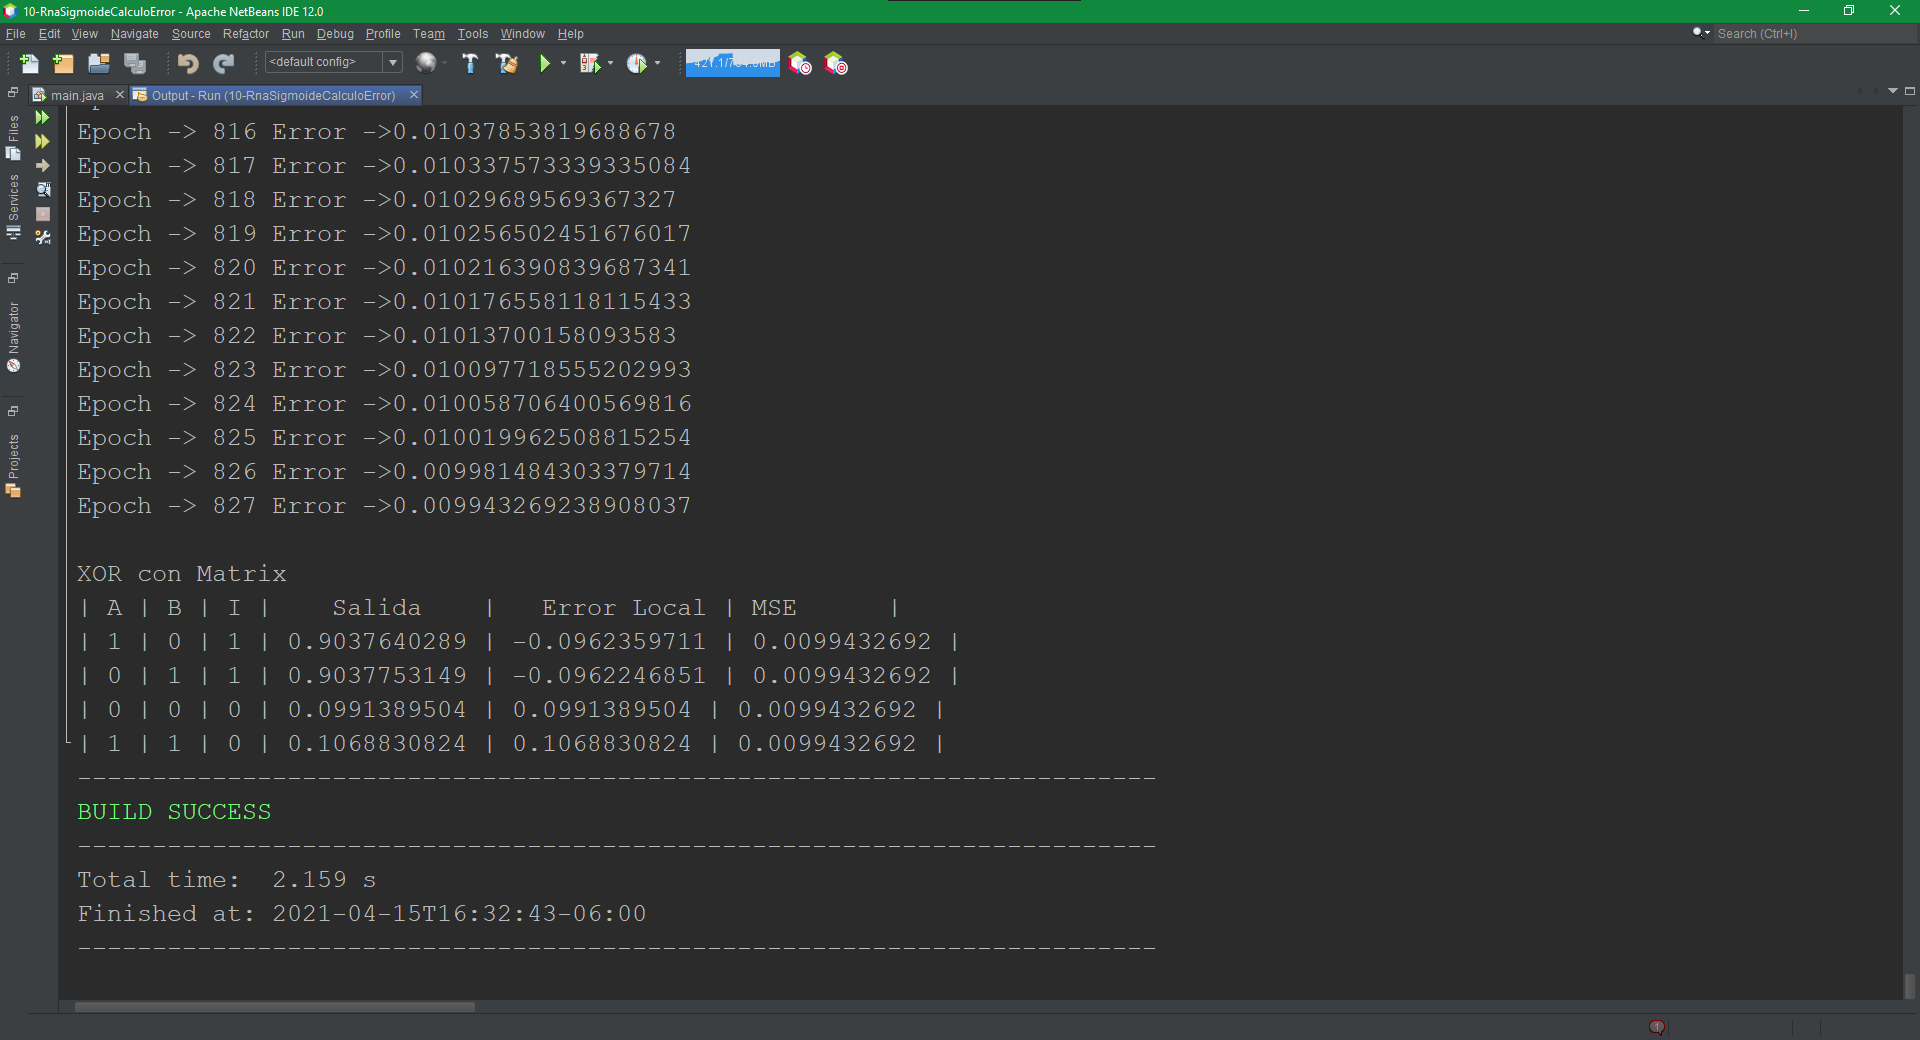 10-RnaSigmoideCalculoError - Apache NetBeans IDE 12.0
File Edit View Navigate Source Refactor Run Debug Profile Team Tools Window Help
Search (Ctrl+I)
<default config>
main.java
Output - Run (10-RnaSigmoideCalculoError)
Files
Services
Navigator
Projects
Epoch -> 816 Error ->0.01037853819688678
Epoch -> 817 Error ->0.010337573339335084
Epoch -> 818 Error ->0.01029689569367327
Epoch -> 819 Error ->0.010256502451676017
Epoch -> 820 Error ->0.010216390839687341
Epoch -> 821 Error ->0.010176558118115433
Epoch -> 822 Error ->0.01013700158093583
Epoch -> 823 Error ->0.010097718555202993
Epoch -> 824 Error ->0.010058706400569816
Epoch -> 825 Error ->0.010019962508815254
Epoch -> 826 Error ->0.009981484303379714
Epoch -> 827 Error ->0.009943269238908037
XOR con Matrix
| A | B | I |    Salida    |   Error Local | MSE      |
| 1 | 0 | 1 | 0.9037640289 | -0.0962359711 | 0.0099432692 |
| 0 | 1 | 1 | 0.9037753149 | -0.0962246851 | 0.0099432692 |
| 0 | 0 | 0 | 0.0991389504 | 0.0991389504 | 0.0099432692 |
| 1 | 1 | 0 | 0.1068830824 | 0.1068830824 | 0.0099432692 |
------------------------------------------------------------------------
BUILD SUCCESS
------------------------------------------------------------------------
Total time:  2.159 s
Finished at: 2021-04-15T16:32:43-06:00
------------------------------------------------------------------------
1